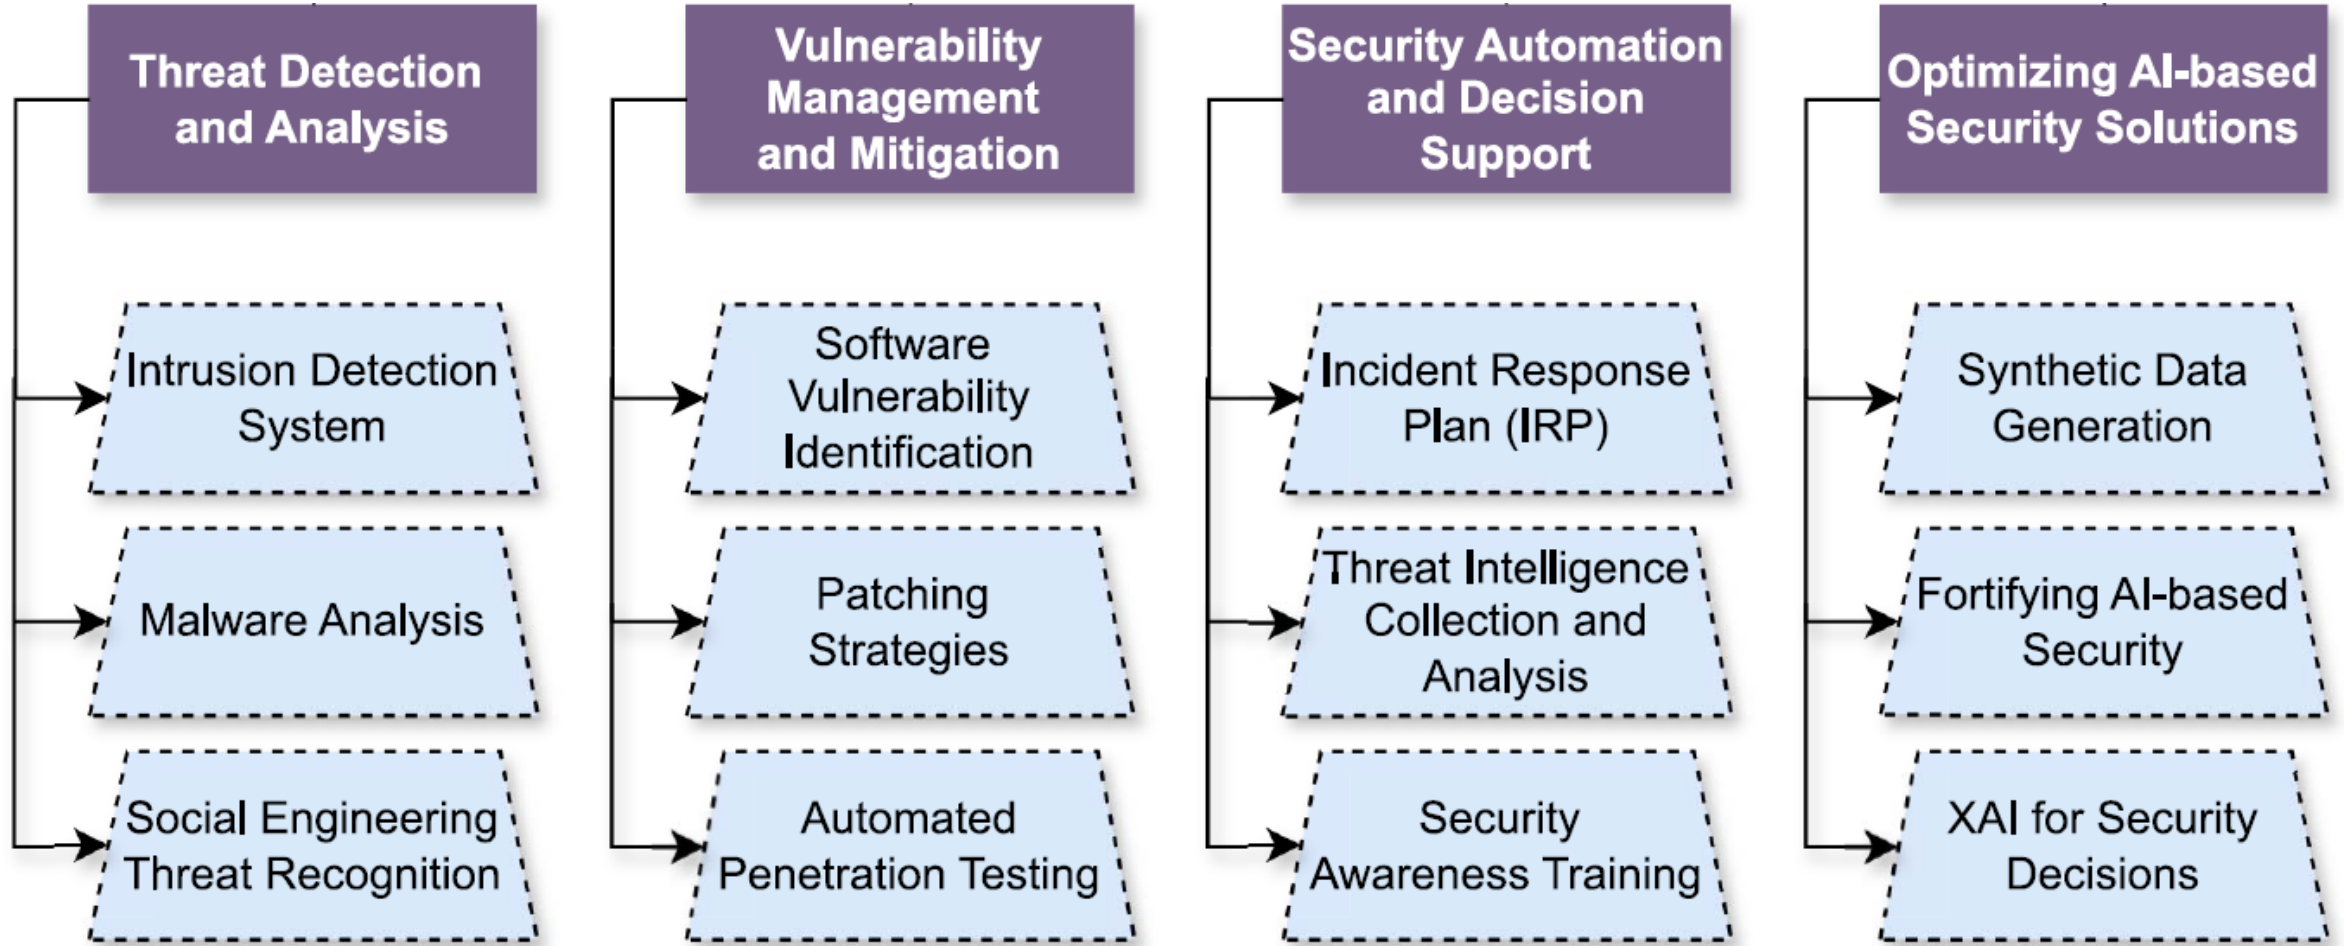 Threat Detection
and Analysis
Vulnerability
Management
and Mitigation
Security Automation
and Decision
Support
Optimizing AI-based
Security Solutions
Intrusion Detection
System
Software
Vulnerability
Identification
Incident Response
Plan (IRP)
Synthetic Data
Generation
Malware Analysis
Patching
Strategies
Threat Intelligence
Collection and
Analysis
Fortifying AI-based
Security
Social Engineering
Threat Recognition
Automated
Penetration Testing
Security
Awareness Training
XAI for Security
Decisions